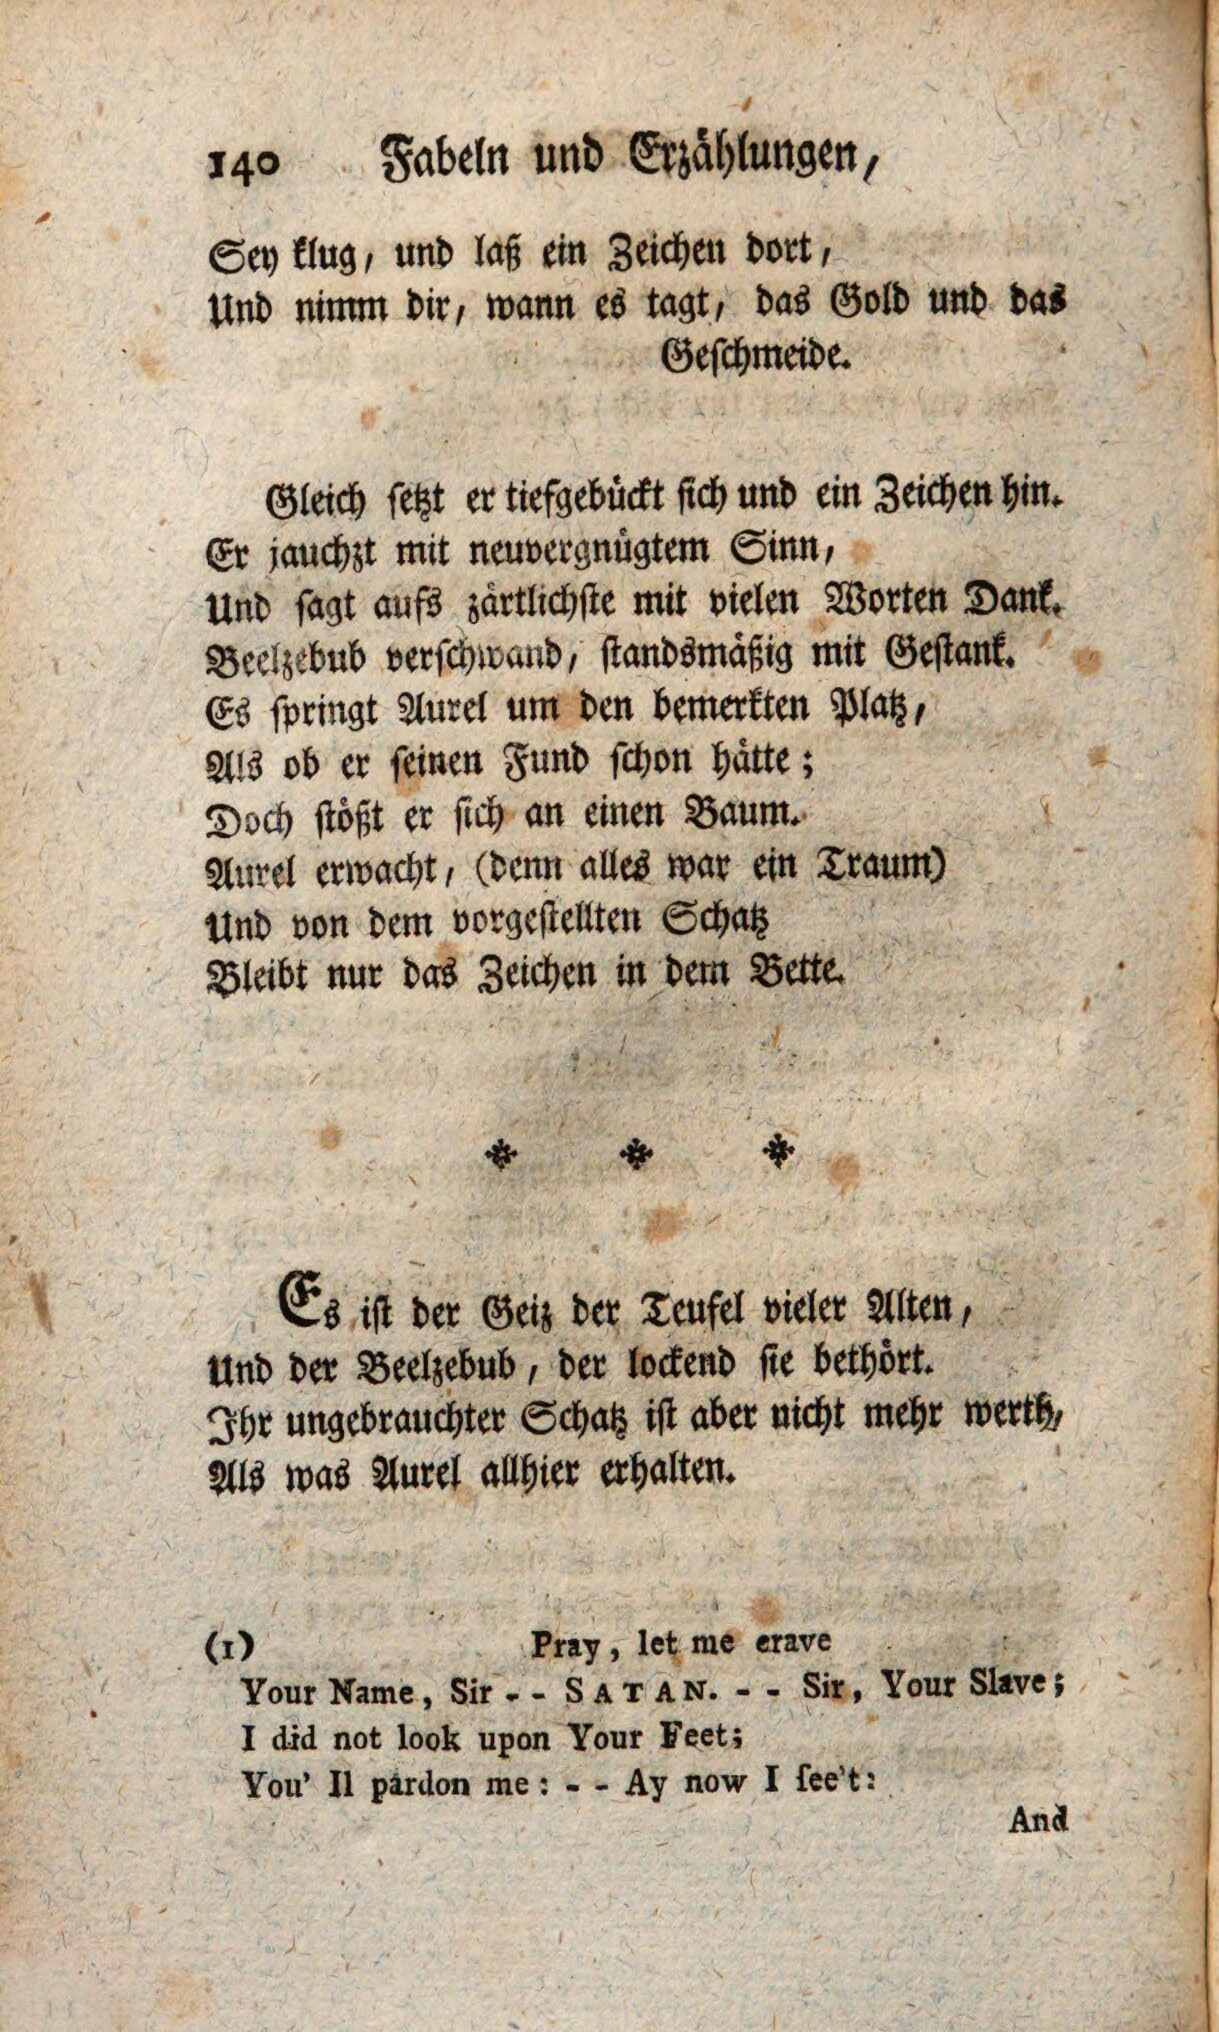 140 Fabeln und Erzählungen,
Sey klug, und laß ein Zeichen dort,
Und nimm dir, wann es tagt, das Gold und das
Geschmeide.
Gleich setzt er tiefgebückt sich und ein Zeichen hin.
Er jauchzt mit neuvergnügtem Sinn,
Und sagt aufs zärtlichste mit vielen Worten Dank.
Beelzebub verschwand, standsmäßig mit Gestank.
Es springt Aurel um den bemerkten Platz,
Als ob er seinen Fund schon hätte;
Doch stößt er sich an einen Baum.
Aurel erwacht, (denn alles war ein Traum)
Und von dem vorgestellten Schatz
Bleibt nur das Zeichen in dem Bette.
* * *
Es ist der Geiz der Teufel vieler Alten,
Und der Beelzebub, der lockend sie bethört.
Ihr ungebrauchter Schatz ist aber nicht mehr werth,
Als was Aurel allhier erhalten.
(1) Pray, let me crave
Your Name, Sir - - SATAN. - - Sir, Your Slave;
I did not look upon Your Feet;
You' Il pardon me: - - Ay now I ſee't:
And